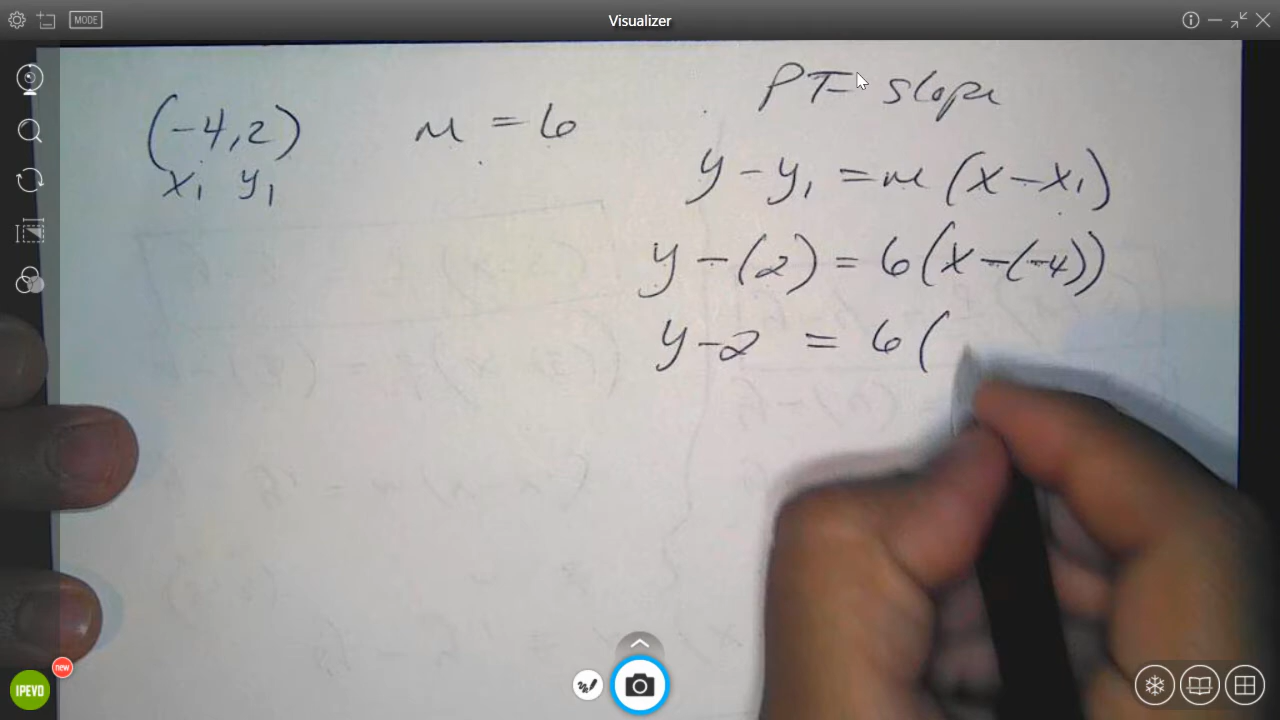 MODE
Visualizer
PT - slope
(-4,2) m = 6
x₁ y₁
y - y₁ = m (x - x₁)
y - (2) = 6(x - (-4))
y - 2 = 6 (
new
IPEVO